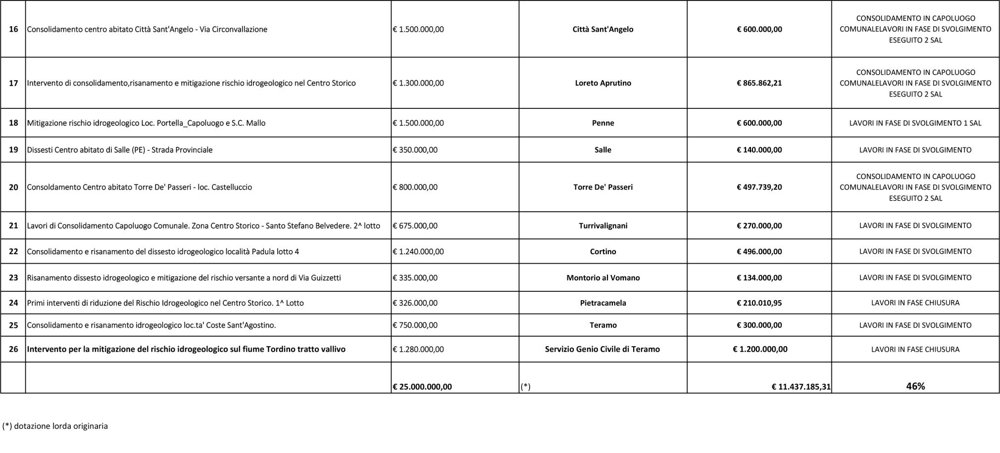 16 Consolidamento centro abitato Città Sant'Angelo - Via Circonvallazione € 1.500.000,00 Città Sant'Angelo € 600.000,00 CONSOLIDAMENTO IN CAPOLUOGO
COMUNALELAVORI IN FASE DI SVOLGIMENTO
ESEGUITO 2 SAL
17 Intervento di consolidamento,risanamento e mitigazione rischio idrogeologico nel Centro Storico € 1.300.000,00 Loreto Aprutino € 865.862,21 CONSOLIDAMENTO IN CAPOLUOGO
COMUNALELAVORI IN FASE DI SVOLGIMENTO
ESEGUITO 2 SAL
18 Mitigazione rischio idrogeologico Loc. Portella_Capoluogo e S.C. Mallo € 1.500.000,00 Penne € 600.000,00 LAVORI IN FASE DI SVOLGIMENTO 1 SAL
19 Dissesti Centro abitato di Salle (PE) - Strada Provinciale € 350.000,00 Salle € 140.000,00 LAVORI IN FASE DI SVOLGIMENTO
20 Consoldamento Centro abitato Torre De' Passeri - loc. Castelluccio € 800.000,00 Torre De' Passeri € 497.739,20 CONSOLIDAMENTO IN CAPOLUOGO
COMUNALELAVORI IN FASE DI SVOLGIMENTO
ESEGUITO 2 SAL
21 Lavori di Consolidamento Capoluogo Comunale. Zona Centro Storico - Santo Stefano Belvedere. 2^ lotto € 675.000,00 Turrivalignani € 270.000,00 LAVORI IN FASE DI SVOLGIMENTO
22 Consolidamento e risanamento del dissesto idrogeologico località Padula lotto 4 € 1.240.000,00 Cortino € 496.000,00 LAVORI IN FASE DI SVOLGIMENTO
23 Risanamento dissesto idrogeologico e mitigazione del rischio versante a nord di Via Guizzetti € 335.000,00 Montorio al Vomano € 134.000,00 LAVORI IN FASE DI SVOLGIMENTO
24 Primi interventi di riduzione del Rischio Idrogeologico nel Centro Storico. 1^ Lotto € 326.000,00 Pietracamela € 210.010,95 LAVORI IN FASE CHIUSURA
25 Consolidamento e risanamento idrogeologico loc.ta' Coste Sant'Agostino. € 750.000,00 Teramo € 300.000,00 LAVORI IN FASE DI SVOLGIMENTO
26 Intervento per la mitigazione del rischio idrogeologico sul fiume Tordino tratto vallivo € 1.280.000,00 Servizio Genio Civile di Teramo € 1.200.000,00 LAVORI IN FASE CHIUSURA
€ 25.000.000,00 (*) € 11.437.185,31 46%
(*) dotazione lorda originaria